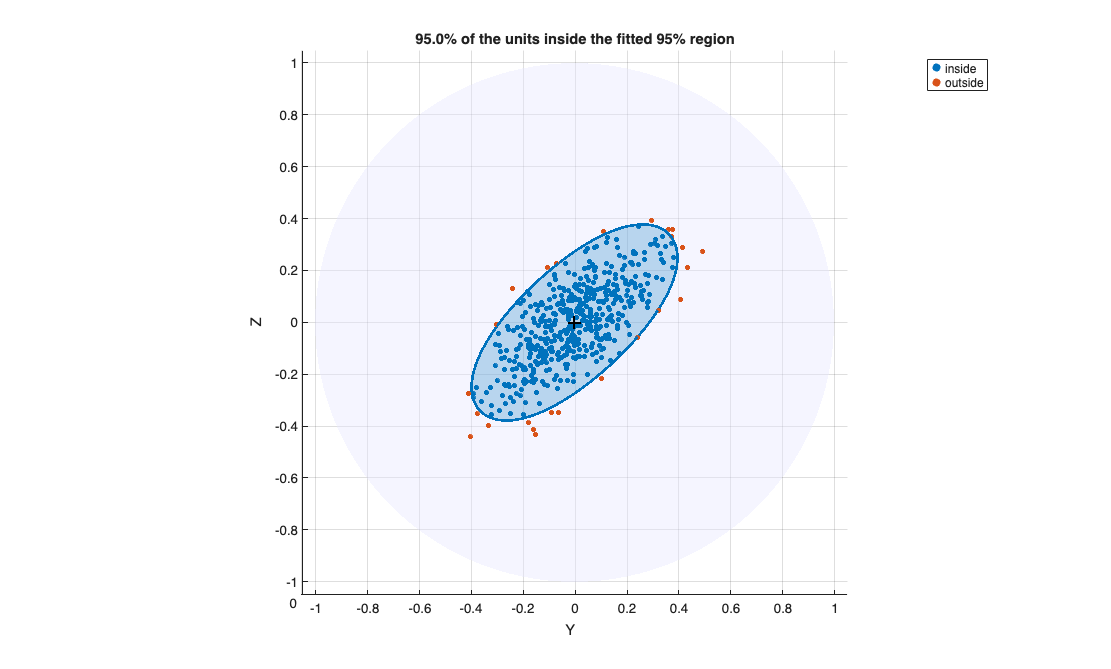 95.0% of the units inside the fitted 95% region
inside
outside
1
0.8
0.6
0.4
0.2
0
-0.2
-0.4
-0.6
-0.8
-1
Z
0
-1 -0.8 -0.6 -0.4 -0.2 0 0.2 0.4 0.6 0.8 1
Y